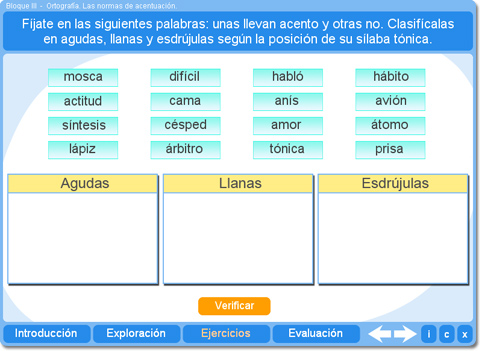 Bloque III - Ortografía. Las normas de acentuación.
Fíjate en las siguientes palabras: unas llevan acento y otras no. Clasifícalas
en agudas, llanas y esdrújulas según la posición de su sílaba tónica.
mosca difícil habló hábito
actitud cama anís avión
síntesis césped amor átomo
lápiz árbitro tónica prisa
Agudas Llanas Esdrújulas
Verificar
Introducción Exploración Ejercicios Evaluación i c x